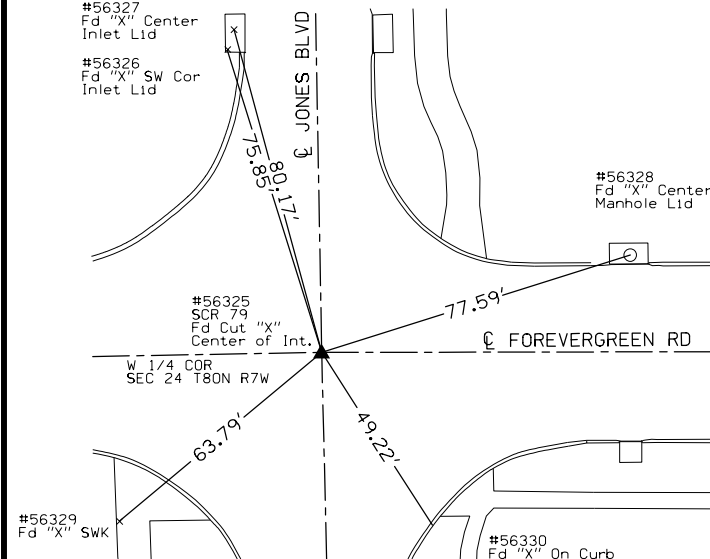 #56327
Fd "X" Center
Inlet Lid
#56326
Fd "X" SW Cor
Inlet Lid
℄ JONES BLVD
75.85'
80.17'
#56328
Fd "X" Center
Manhole Lid
77.59'
#56325
SCR 79
Fd Cut "X"
Center of Int.
℄ FOREVERGREEN RD
W 1/4 COR
SEC 24 T80N R7W
63.79'
49.22'
#56329
Fd "X" SWK
#56330
Fd "X" On Curb